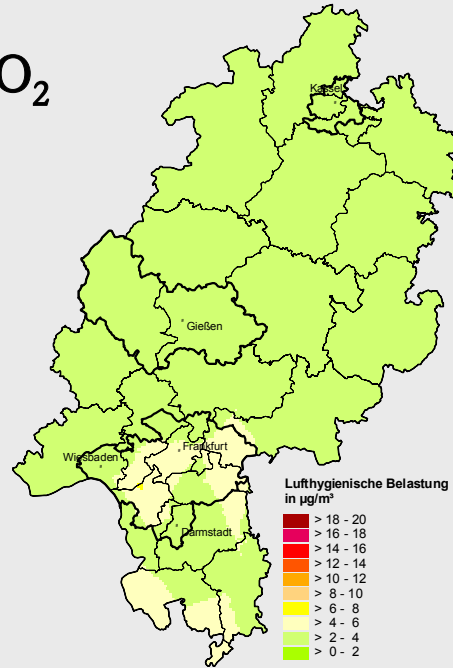 O₂
Kassel
Gießen
Frankfurt
Wiesbaden
Darmstadt
Lufthygienische Belastung
in µg/m³
> 18 - 20
> 16 - 18
> 14 - 16
> 12 - 14
> 10 - 12
> 8 - 10
> 6 - 8
> 4 - 6
> 2 - 4
> 0 - 2